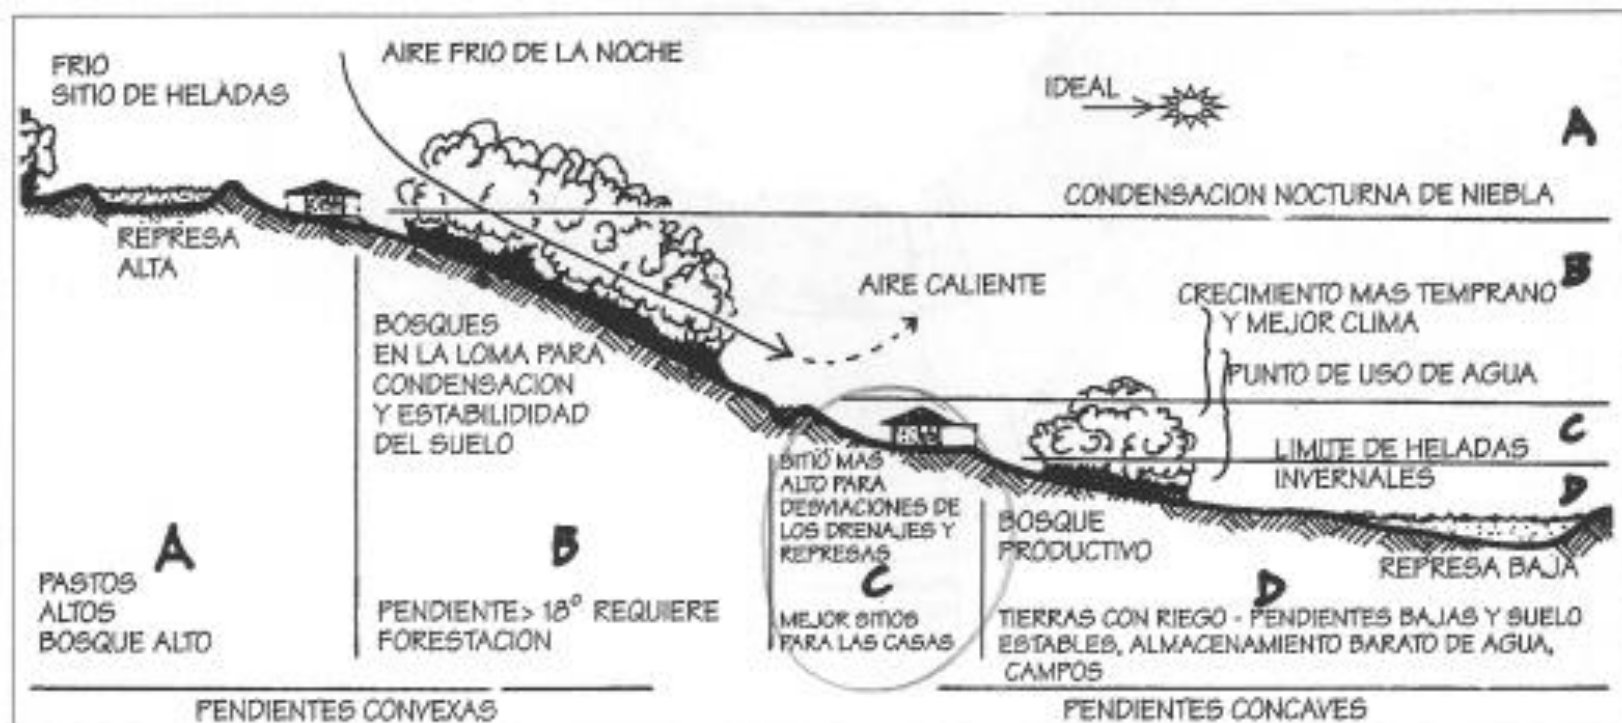 FRIO
SITIO DE HELADAS
AIRE FRIO DE LA NOCHE
IDEAL
A
CONDENSACION NOCTURNA DE NIEBLA
REPRESA
ALTA
B
AIRE CALIENTE
CRECIMIENTO MAS TEMPRANO
Y MEJOR CLIMA
PUNTO DE USO DE AGUA
BOSQUES
EN LA LOMA PARA
CONDENSACION
Y ESTABILIDIDAD
DEL SUELO
C
LIMITE DE HELADAS
INVERNALES
D
SITIO MAS
ALTO PARA
DESVIACIONES DE
LOS DRENAJES Y
REPRESAS
BOSQUE
PRODUCTIVO
REPRESA BAJA
A
PASTOS
ALTOS
BOSQUE ALTO
B
PENDIENTE> 18° REQUIERE
FORESTACION
C
MEJOR SITIOS
PARA LAS CASAS
D
TIERRAS CON RIEGO - PENDIENTES BAJAS Y SUELO
ESTABLES, ALMACENAMIENTO BARATO DE AGUA,
CAMPOS
PENDIENTES CONVEXAS
PENDIENTES CONCAVES